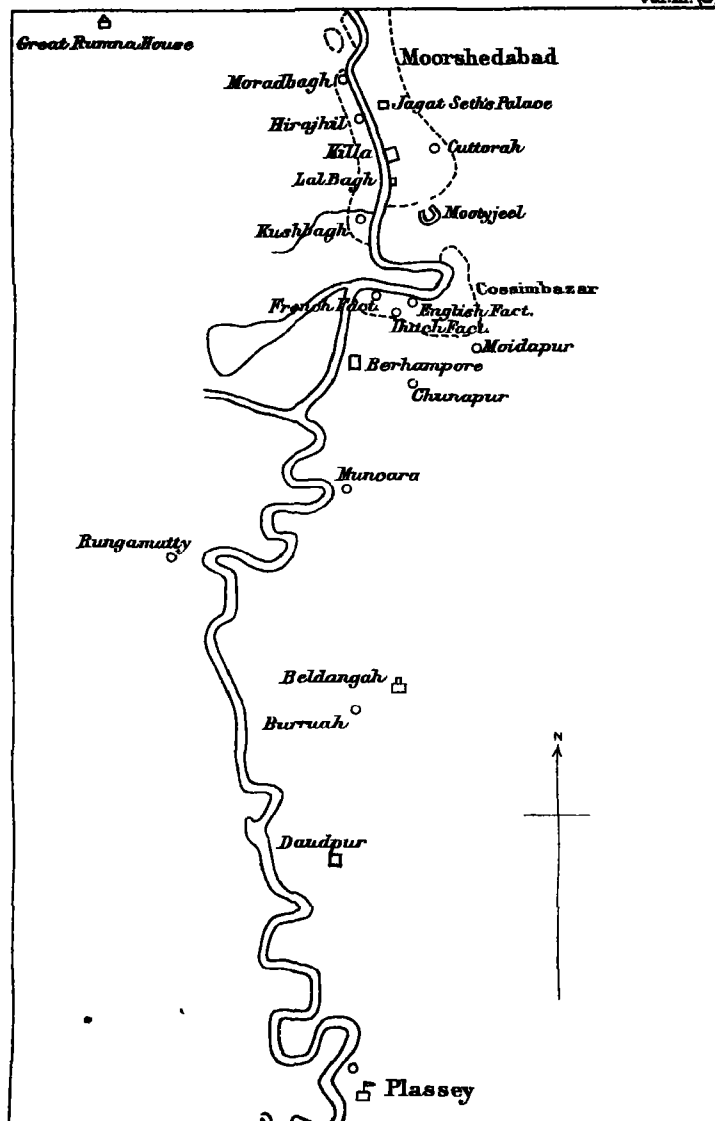 Great Rumna House
Moorshedabad
Moradbagh
Jagat Seth's Palace
Hirajhil
Killa
Cuttorah
Lal Bagh
Mootyjeel
Kushbagh
Cossimbazar
French Fact.
English Fact.
Dutch Fact.
Moidapur
Berhampore
Chunapur
Muncara
Rungamutty
Beldangah
Burruah
N
Daudpur
Plassey